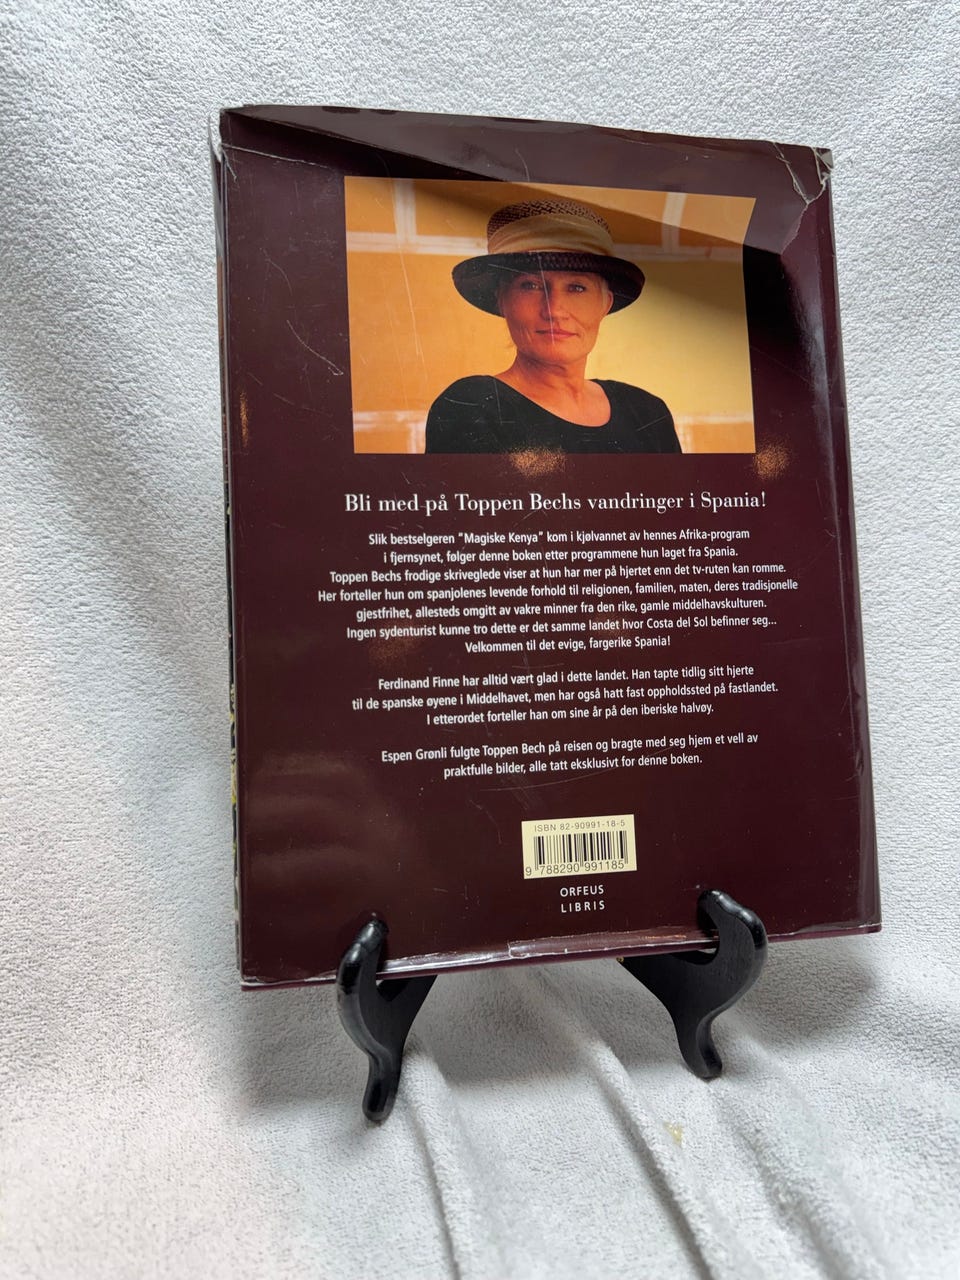 Bli med på Toppen Bechs vandringer i Spania!
Slik bestselgeren "Magiske Kenya" kom i kjølvannet av hennes Afrika-program
i fjernsynet, følger denne boken etter programmene hun laget fra Spania.
Toppen Bechs frodige skriveglede viser at hun har mer på hjertet enn det tv-ruten kan romme.
Her forteller hun om spanjolenes levende forhold til religionen, familien, maten, deres tradisjonelle
gjestfrihet, allesteds omgitt av vakre minner fra den rike, gamle middelhavskulturen.
Ingen sydenturist kunne tro dette er det samme landet hvor Costa del Sol befinner seg...
Velkommen til det evige, fargerike Spania!
Ferdinand Finne har alltid vært glad i dette landet. Han tapte tidlig sitt hjerte
til de spanske øyene i Middelhavet, men har også hatt fast oppholdssted på fastlandet.
I etterordet forteller han om sine år på den iberiske halvøy.
Espen Grønli fulgte Toppen Bech på reisen og bragte med seg hjem et vell av
praktfulle bilder, alle tatt eksklusivt for denne boken.
ISBN 82-90991-18-5
9 788290 991185
ORFEUS
LIBRIS